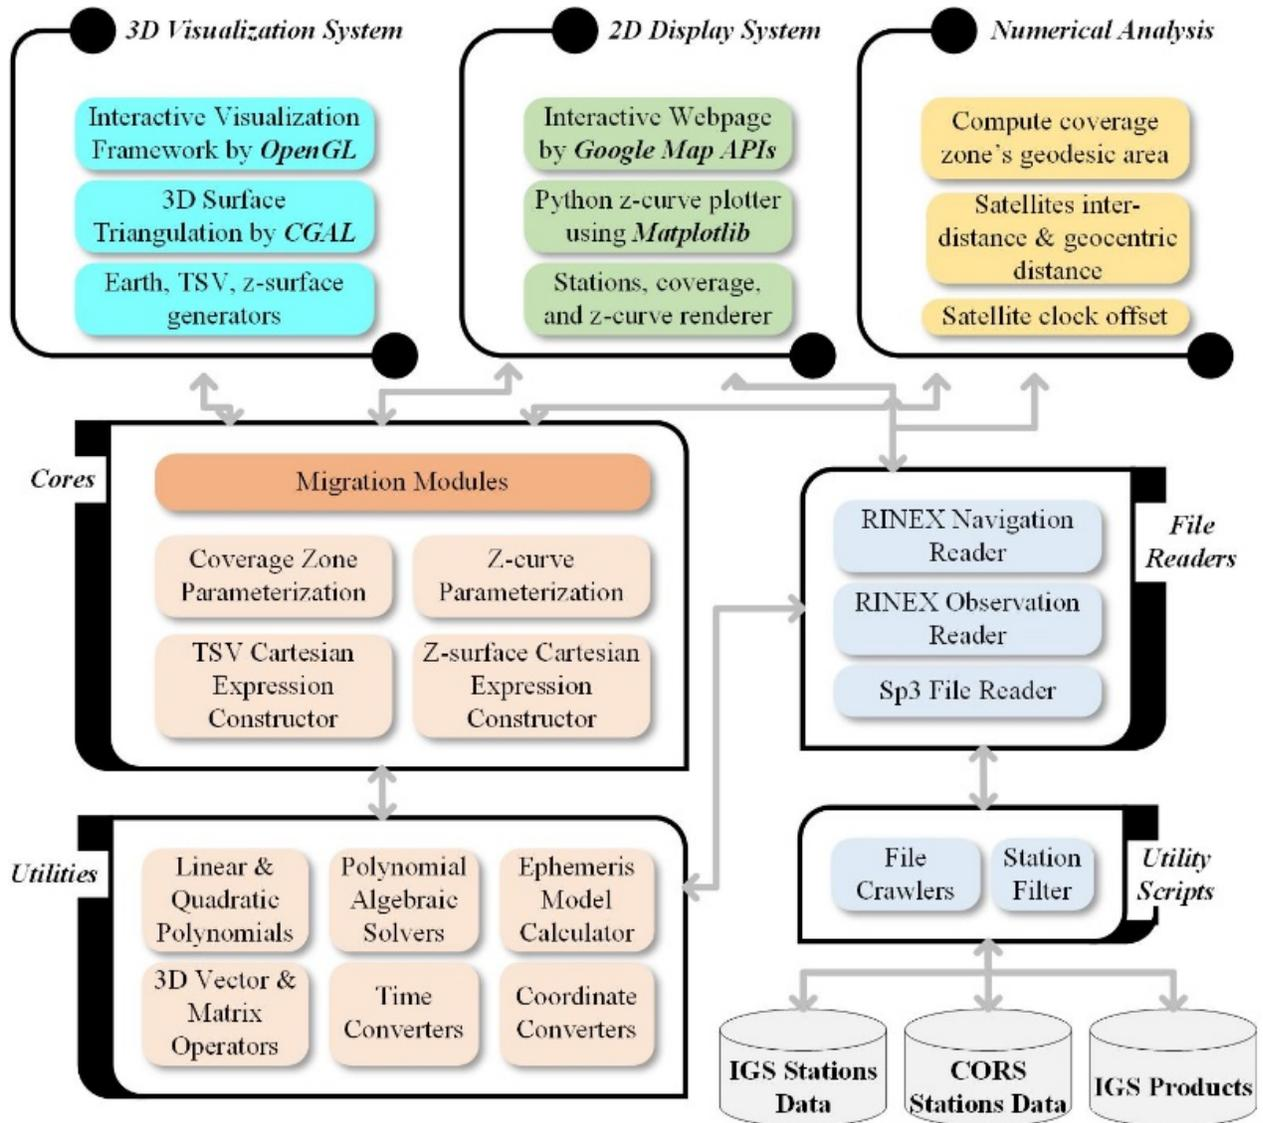 3D Visualization System
Interactive Visualization
Framework by OpenGL
3D Surface
Triangulation by CGAL
Earth, TSV, z-surface
generators
2D Display System
Interactive Webpage
by Google Map APIs
Python z-curve plotter
using Matplotlib
Stations, coverage,
and z-curve renderer
Numerical Analysis
Compute coverage
zone's geodesic area
Satellites inter-
distance & geocentric
distance
Satellite clock offset
Cores
Migration Modules
Coverage Zone
Parameterization
Z-curve
Parameterization
TSV Cartesian
Expression
Constructor
Z-surface Cartesian
Expression
Constructor
File
Readers
RINEX Navigation
Reader
RINEX Observation
Reader
Sp3 File Reader
Utilities
Linear &
Quadratic
Polynomials
Polynomial
Algebraic
Solvers
Ephemeris
Model
Calculator
3D Vector &
Matrix
Operators
Time
Converters
Coordinate
Converters
Utility
Scripts
File
Crawlers
Station
Filter
IGS Stations
Data
CORS
Stations Data
IGS Products